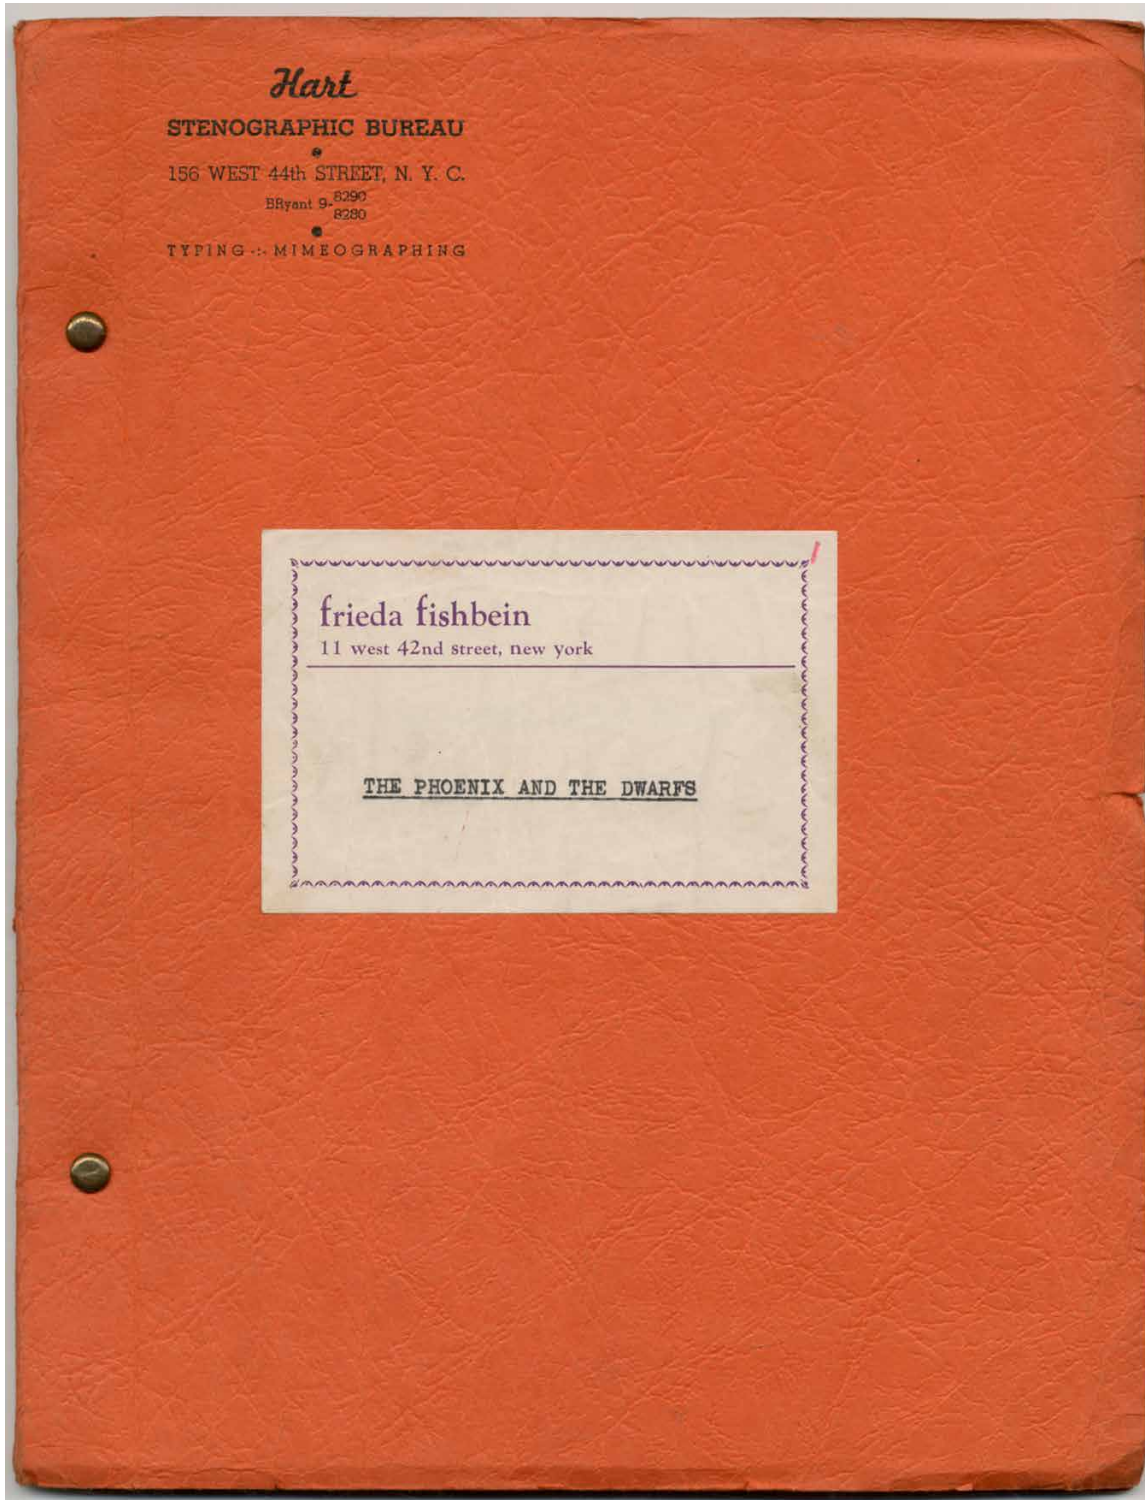 Hart
STENOGRAPHIC BUREAU
156 WEST 44th STREET, N. Y. C.
BRyant 9-8290
8280
TYPING -:- MIMEOGRAPHING
frieda fishbein
11 west 42nd street, new york
THE PHOENIX AND THE DWARFS